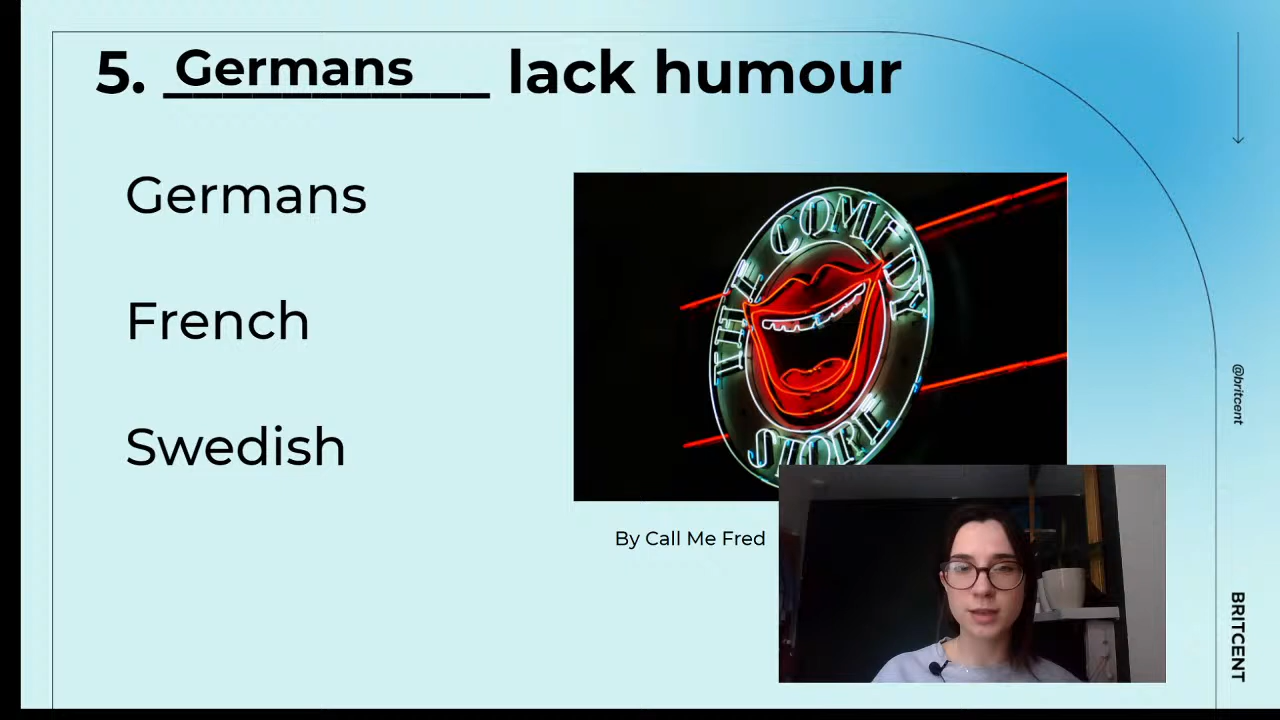 5. Germans lack humour
Germans
French
Swedish
THE COMEDY
STORE
By Call Me Fred
@britcent
BRITCENT